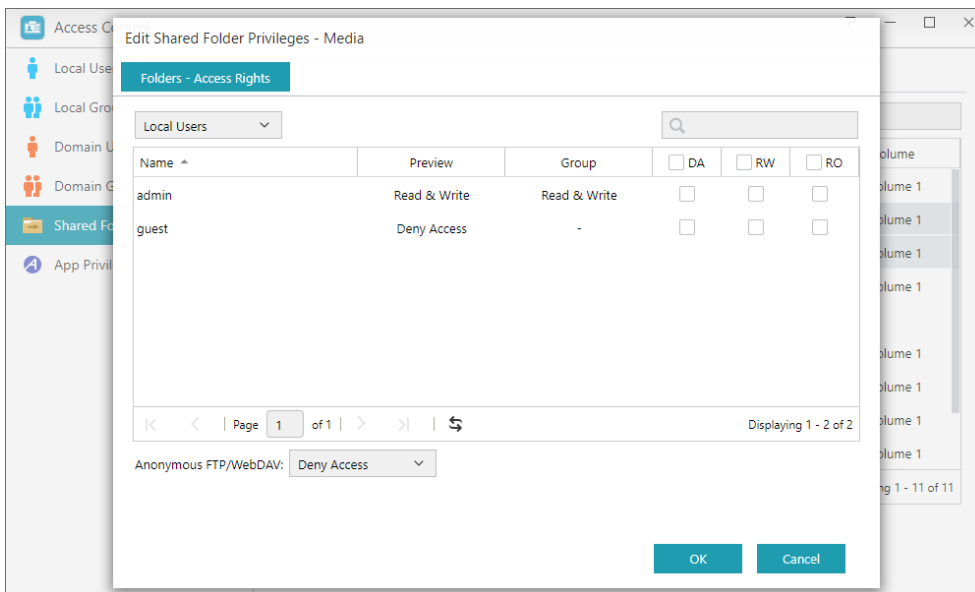 Access Co
Edit Shared Folder Privileges - Media
Folders - Access Rights
Local Use
Local Gro
Domain U
Domain G
Shared Fo
App Privil
Local Users
Name Preview Group DA RW RO
admin Read & Write Read & Write
guest Deny Access -
Page 1 of 1 Displaying 1 - 2 of 2
Anonymous FTP/WebDAV: Deny Access
OK Cancel
olume
olume 1
olume 1
olume 1
olume 1
olume 1
olume 1
olume 1
olume 1
ng 1 - 11 of 11